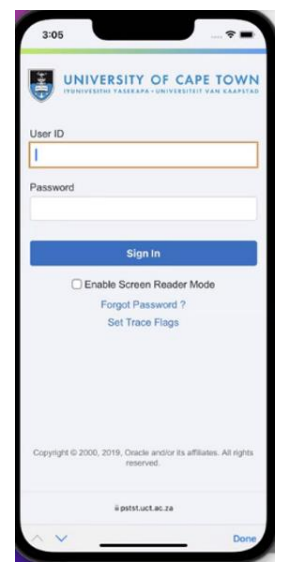 3:05
UNIVERSITY OF CAPE TOWN
IYUNIVESITHI YASEKAPA • UNIVERSITEIT VAN KAAPSTAD
User ID
Password
Sign In
Enable Screen Reader Mode
Forgot Password ?
Set Trace Flags
Copyright © 2000, 2019, Oracle and/or its affiliates. All rights
reserved.
pstst.uct.ac.za
Done